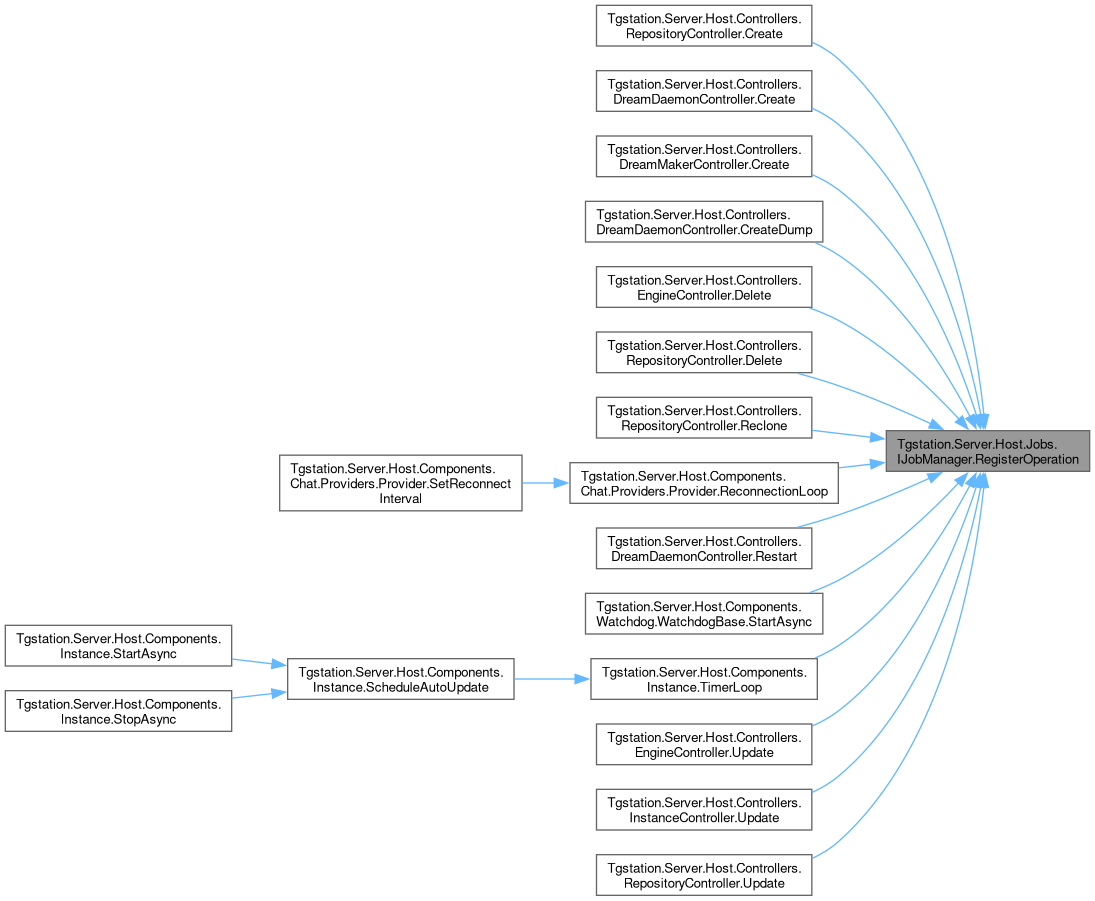 Tgstation.Server.Host.Controllers.
RepositoryController.Create
Tgstation.Server.Host.Controllers.
DreamDaemonController.Create
Tgstation.Server.Host.Controllers.
DreamMakerController.Create
Tgstation.Server.Host.Controllers.
DreamDaemonController.CreateDump
Tgstation.Server.Host.Controllers.
EngineController.Delete
Tgstation.Server.Host.Controllers.
RepositoryController.Delete
Tgstation.Server.Host.Controllers.
RepositoryController.Reclone
Tgstation.Server.Host.Jobs.
IJobManager.RegisterOperation
Tgstation.Server.Host.Components.
Chat.Providers.Provider.SetReconnect
Interval
Tgstation.Server.Host.Components.
Chat.Providers.Provider.ReconnectionLoop
Tgstation.Server.Host.Controllers.
DreamDaemonController.Restart
Tgstation.Server.Host.Components.
Watchdog.WatchdogBase.StartAsync
Tgstation.Server.Host.Components.
Instance.StartAsync
Tgstation.Server.Host.Components.
Instance.ScheduleAutoUpdate
Tgstation.Server.Host.Components.
Instance.TimerLoop
Tgstation.Server.Host.Components.
Instance.StopAsync
Tgstation.Server.Host.Controllers.
EngineController.Update
Tgstation.Server.Host.Controllers.
InstanceController.Update
Tgstation.Server.Host.Controllers.
RepositoryController.Update